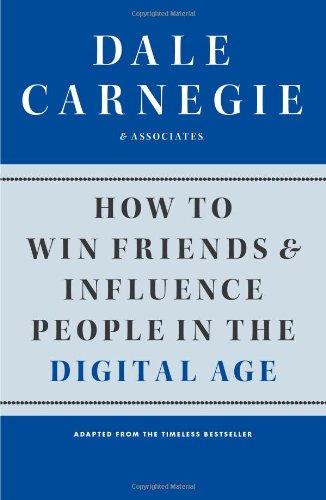 DALE
CARNEGIE
& ASSOCIATES
HOW TO
WIN FRIENDS &
INFLUENCE
PEOPLE IN THE
DIGITAL AGE
ADAPTED FROM THE TIMELESS BESTSELLER